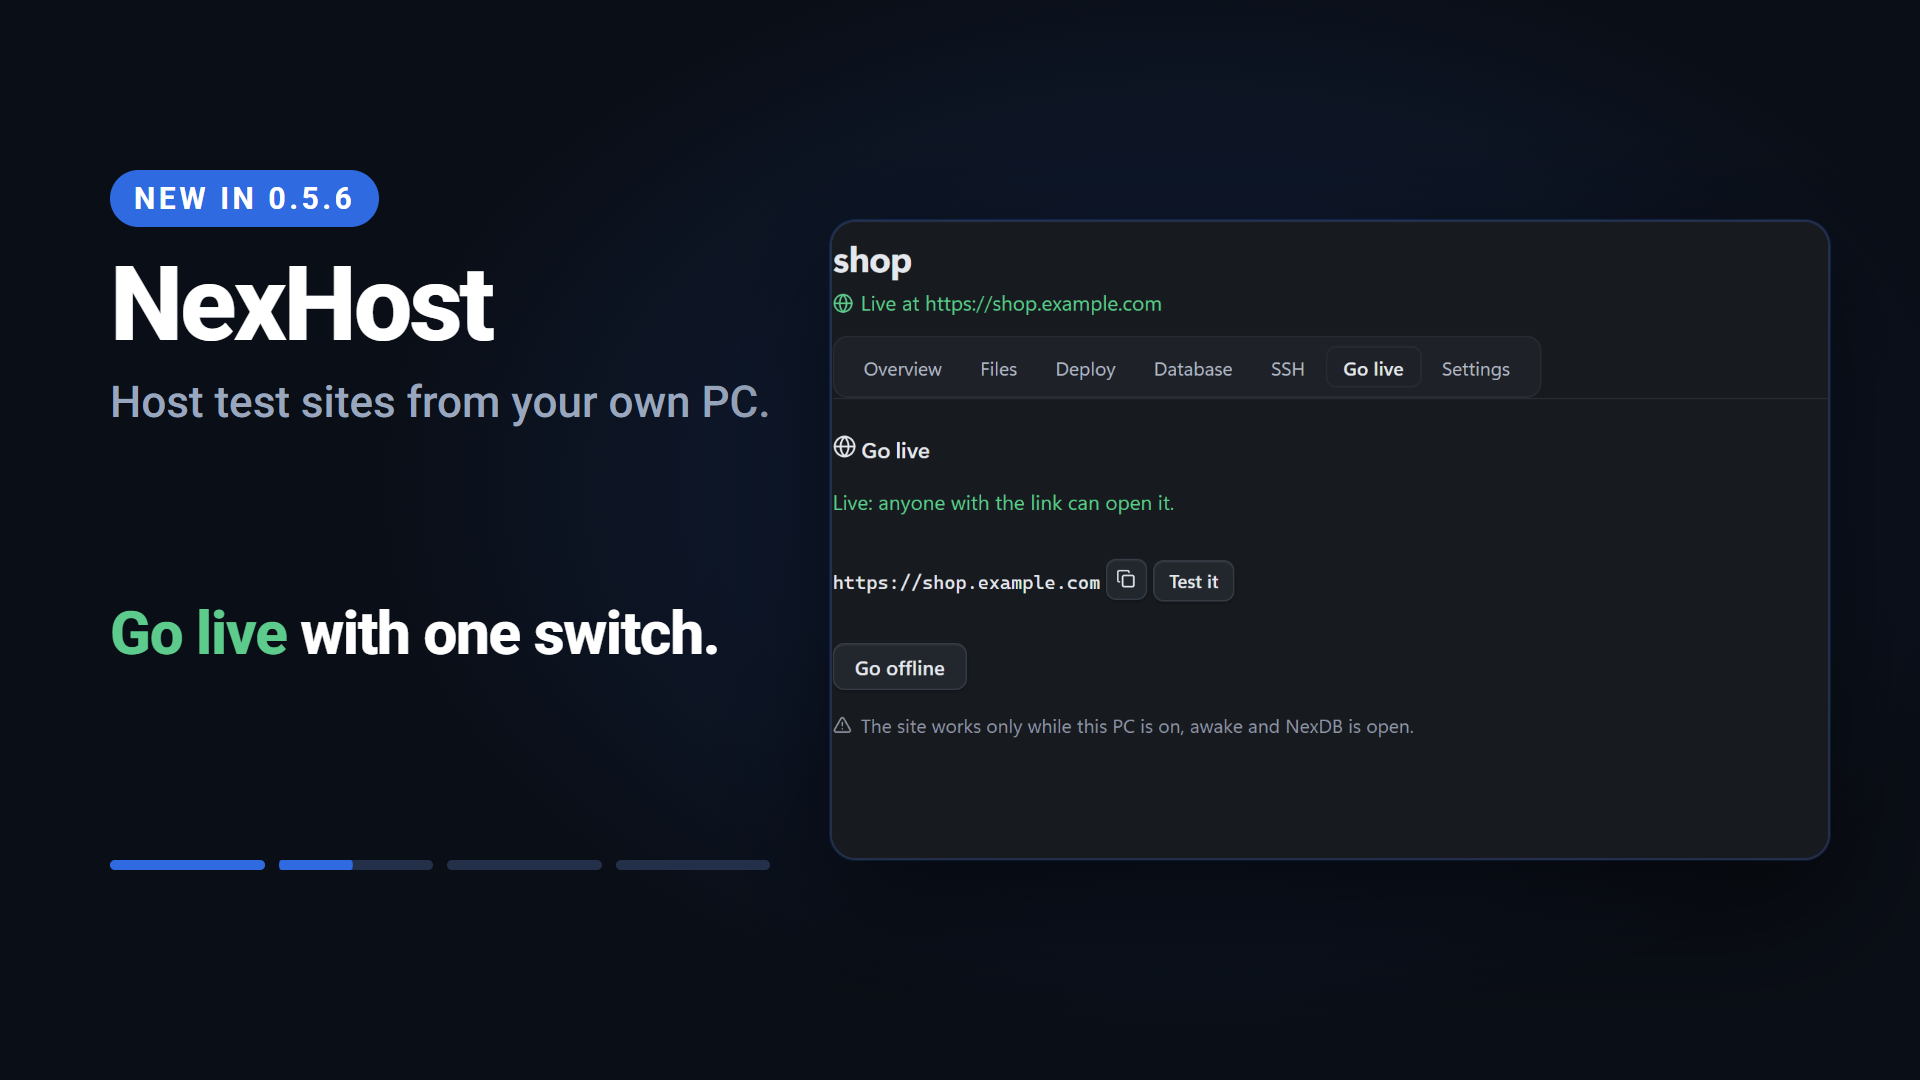 NEW IN 0.5.6
NexHost
Host test sites from your own PC.
Go live with one switch.
shop
Live at https://shop.example.com
Overview Files Deploy Database SSH Go live Settings
Go live
Live: anyone with the link can open it.
https://shop.example.com Test it
Go offline
The site works only while this PC is on, awake and NexDB is open.